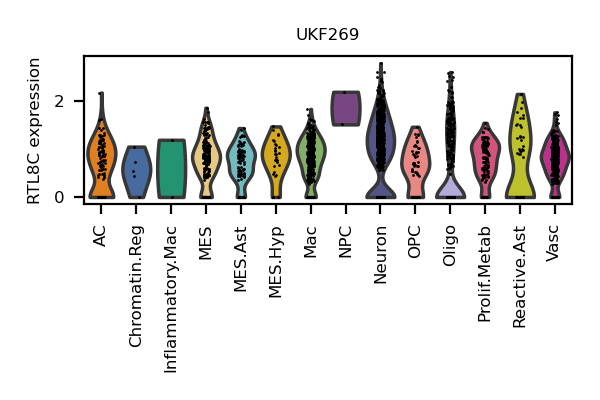 UKF269
RTL8C expression
2
0
AC
Chromatin.Reg
Inflammatory.Mac
MES
MES.Ast
MES.Hyp
Mac
NPC
Neuron
OPC
Oligo
Prolif.Metab
Reactive.Ast
Vasc